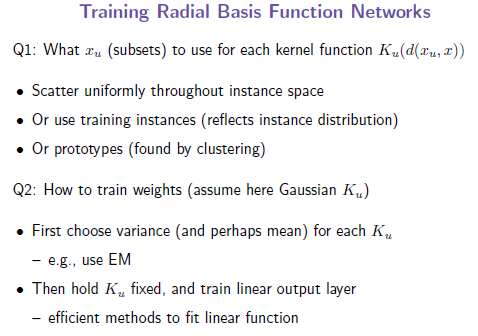 Training Radial Basis Function Networks
Q1: What x_u (subsets) to use for each kernel function K_u(d(x_u, x))
• Scatter uniformly throughout instance space
• Or use training instances (reflects instance distribution)
• Or prototypes (found by clustering)
Q2: How to train weights (assume here Gaussian K_u)
• First choose variance (and perhaps mean) for each K_u
– e.g., use EM
• Then hold K_u fixed, and train linear output layer
– efficient methods to fit linear function